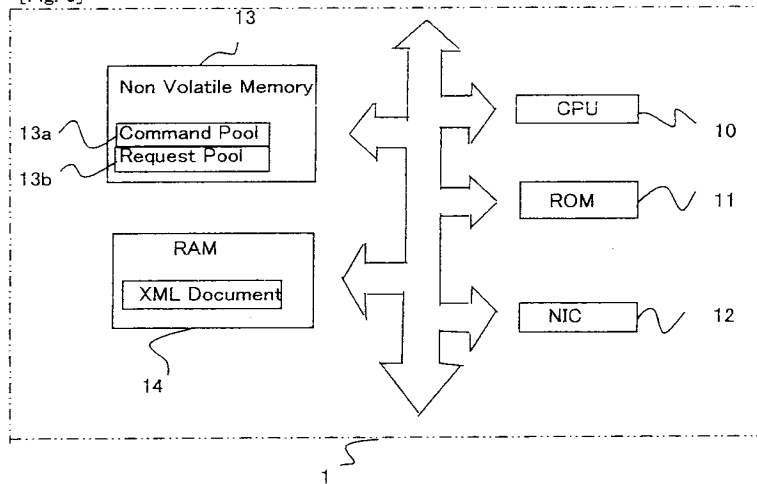 13
Non Volatile Memory
13a
Command Pool
13b
Request Pool
CPU
10
ROM
11
RAM
XML Document
NIC
12
14
1